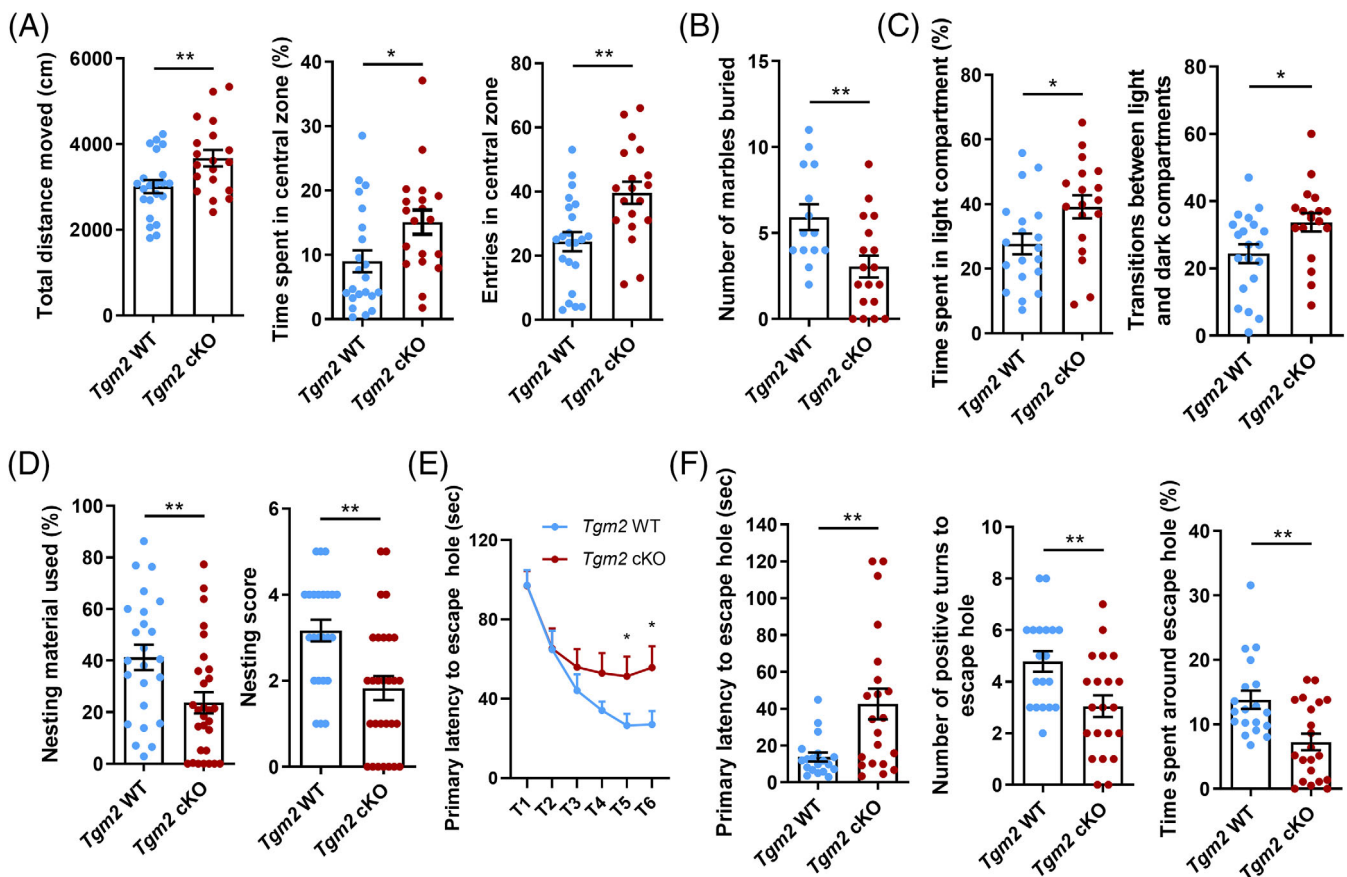 (A)
Total distance moved (cm)
6000
4000
2000
0
**
Tgm2 WT
Tgm2 cKO
Time spent in central zone (%)
40
30
20
10
0
*
Tgm2 WT
Tgm2 cKO
Entries in central zone
80
60
40
20
0
**
Tgm2 WT
Tgm2 cKO
(B)
Number of marbles buried
15
10
5
0
**
Tgm2 WT
Tgm2 cKO
(C)
Time spent in light compartment (%)
80
60
40
20
0
*
Tgm2 WT
Tgm2 cKO
Transitions between light
and dark compartments
80
60
40
20
0
*
Tgm2 WT
Tgm2 cKO
(D)
Nesting material used (%)
100
80
60
40
20
0
**
Tgm2 WT
Tgm2 cKO
Nesting score
6
4
2
0
**
Tgm2 WT
Tgm2 cKO
(E)
Primary latency to escape hole (sec)
120
80
40
0
Tgm2 WT
Tgm2 cKO
*
*
T1
T2
T3
T4
T5
T6
(F)
Primary latency to escape hole (sec)
140
120
100
80
60
40
20
0
**
Tgm2 WT
Tgm2 cKO
Number of positive turns to
escape hole
10
8
6
4
2
0
**
Tgm2 WT
Tgm2 cKO
Time spent around escape hole (%)
40
30
20
10
0
**
Tgm2 WT
Tgm2 cKO